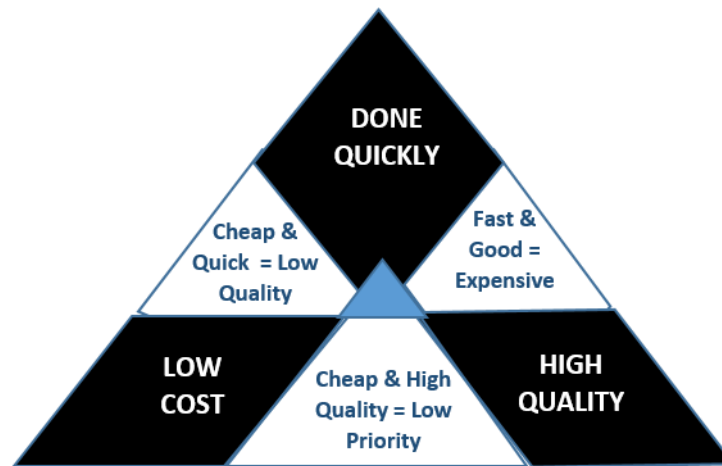 DONE
QUICKLY
Cheap &
Quick = Low
Quality
Fast &
Good =
Expensive
LOW
COST
Cheap & High
Quality = Low
Priority
HIGH
QUALITY